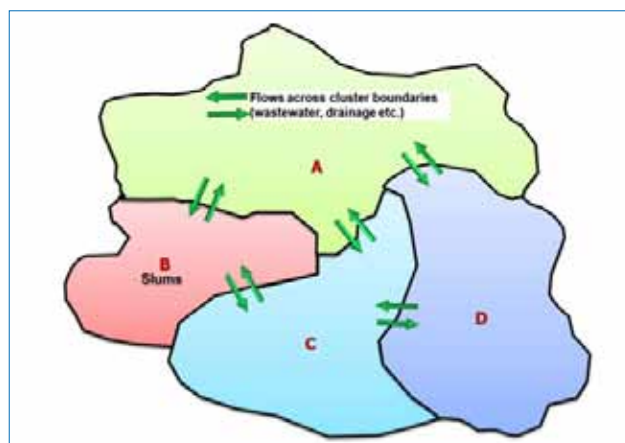 Flows across cluster boundaries
(wastewater, drainage etc.)
A
B
Slums
C
D